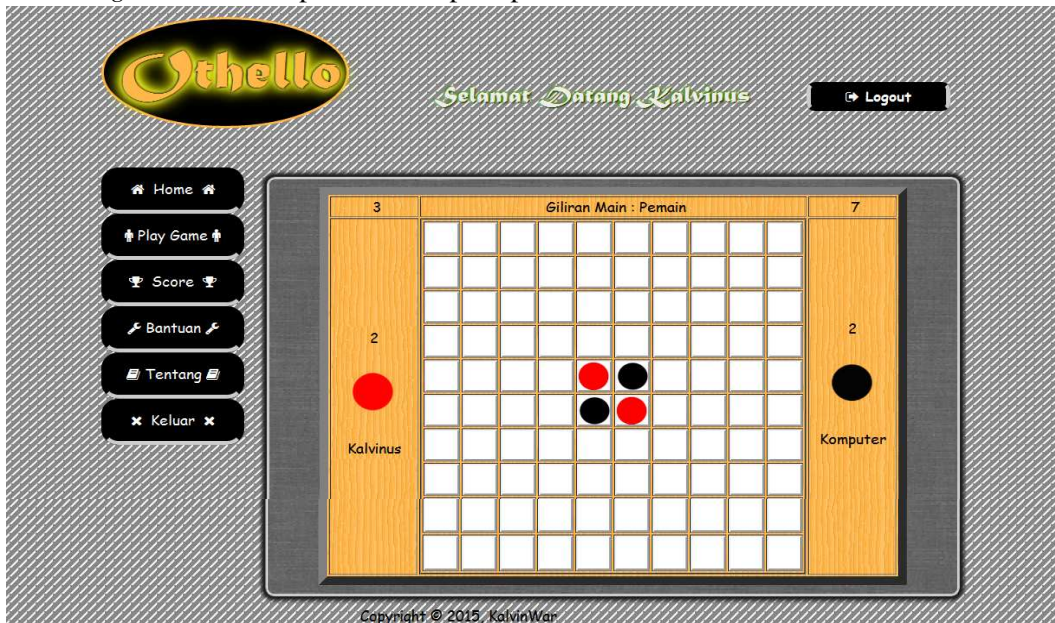 Othello
Selamat Datang Kalvinus
Logout
Home
Play Game
Score
Bantuan
Tentang
Keluar
3
Giliran Main : Pemain
7
2
Kalvinus
2
Komputer
Copyright © 2015, KalvinWar